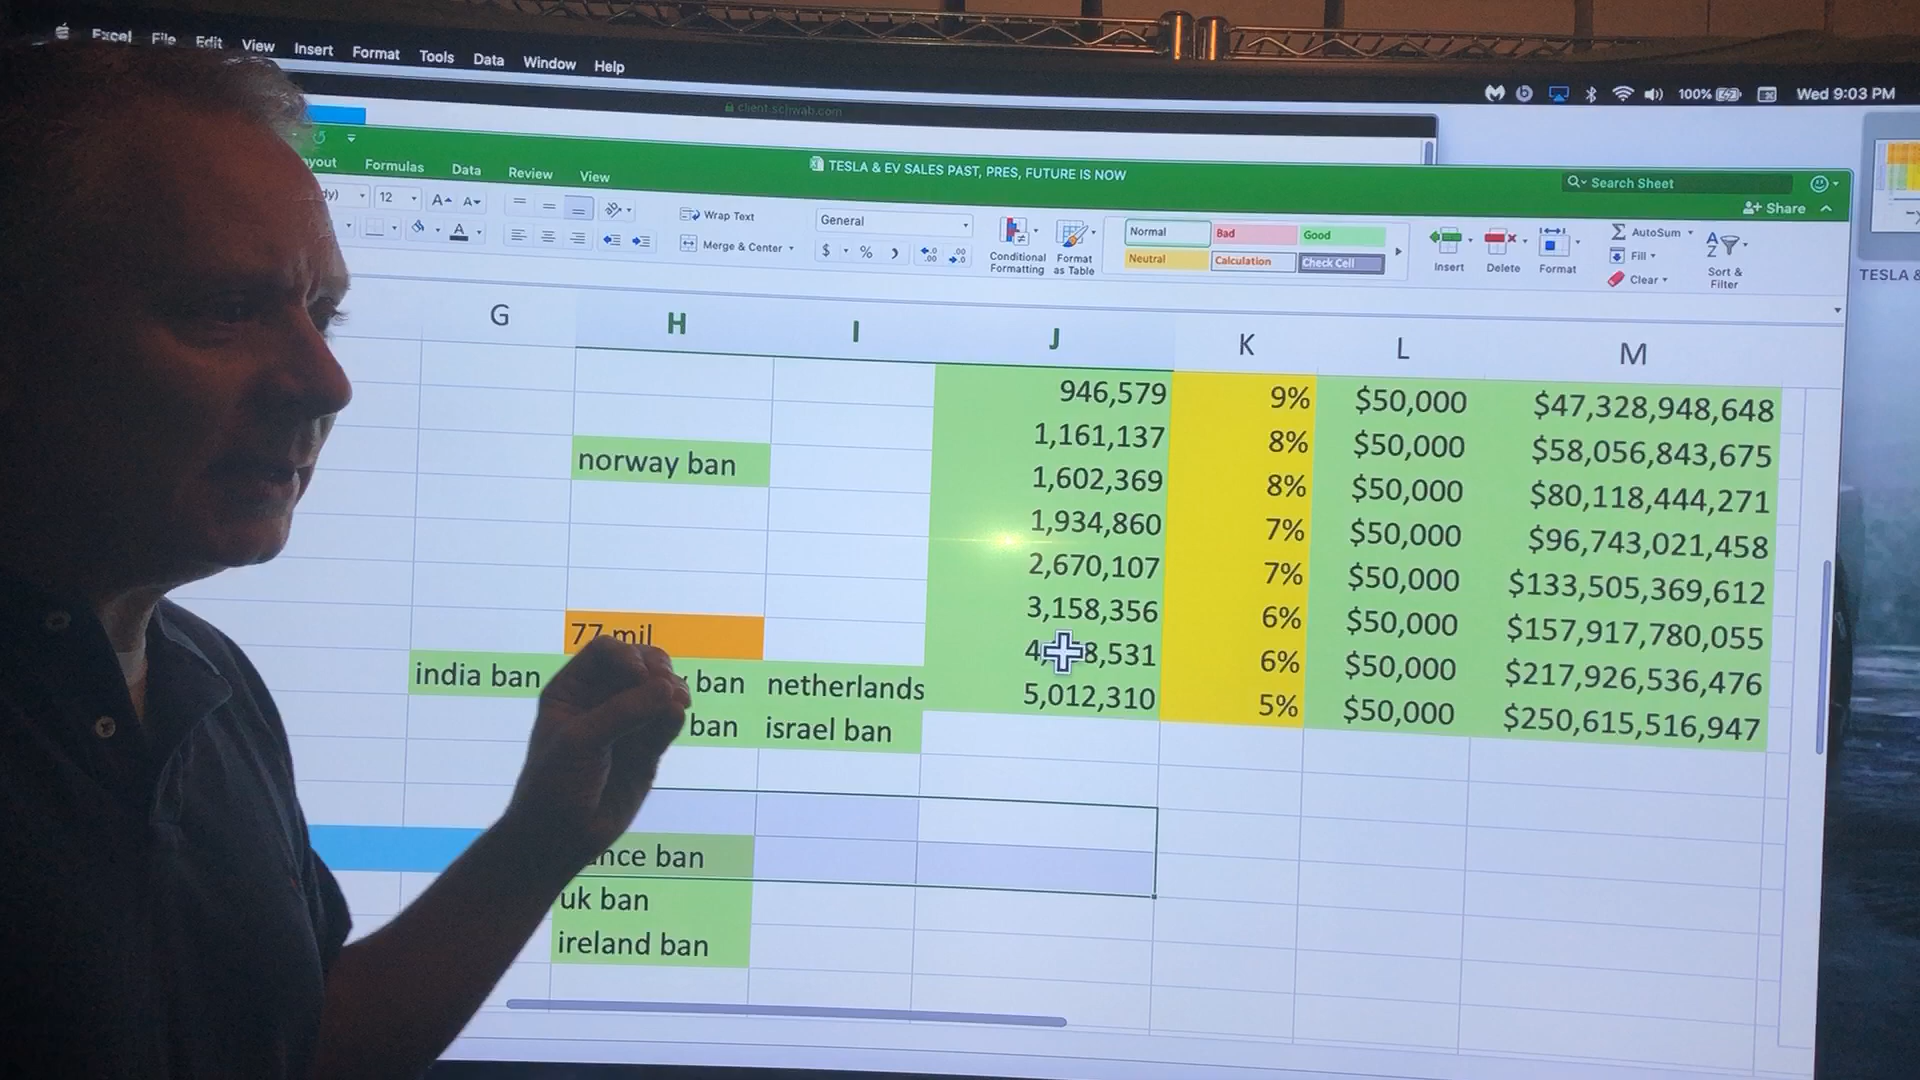 Excel File Edit View Insert Format Tools Data Window Help
100% Wed 9:03 PM
client.schwab.com
TESLA & EV SALES PAST, PRES, FUTURE IS NOW
Search Sheet
Formulas Data Review View
Share
12 A A
Wrap Text
General
Normal Bad Good
AutoSum
Merge & Center
$ % Conditional Formatting Format as Table
Neutral Calculation Check Cell
Insert Delete Format
Fill
Clear
Sort & Filter
TESLA &
G H I J K L M
946,579 9% $50,000 $47,328,948,648
1,161,137 8% $50,000 $58,056,843,675
norway ban 1,602,369 8% $50,000 $80,118,444,271
1,934,860 7% $50,000 $96,743,021,458
2,670,107 7% $50,000 $133,505,369,612
3,158,356 6% $50,000 $157,917,780,055
77 mil 8,531 6% $50,000 $217,926,536,476
india ban ban netherlands 5,012,310 5% $50,000 $250,615,516,947
ban israel ban
ban
uk ban
ireland ban